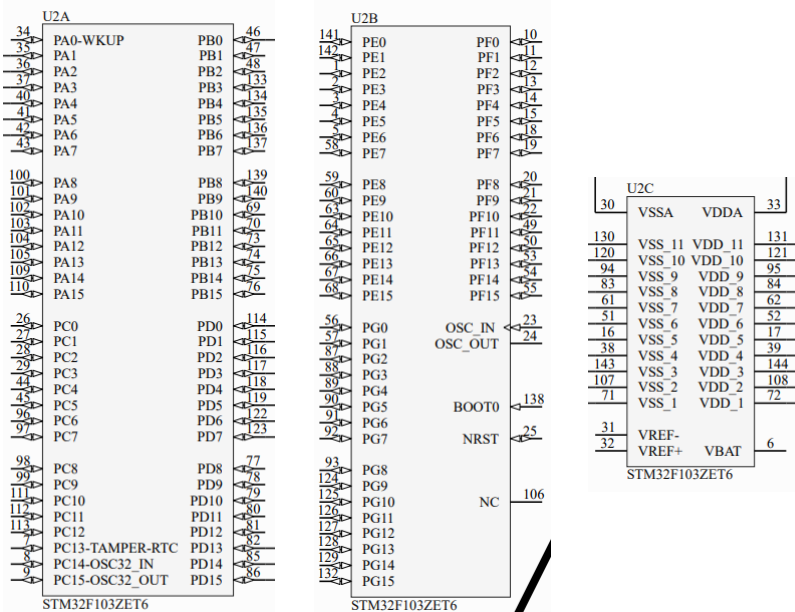 U2A
34 PA0-WKUP PB0 46
35 PA1 PB1 47
36 PA2 PB2 48
37 PA3 PB3 133
40 PA4 PB4 134
41 PA5 PB5 135
42 PA6 PB6 136
43 PA7 PB7 137
100 PA8 PB8 139
101 PA9 PB9 140
102 PA10 PB10 69
103 PA11 PB11 70
104 PA12 PB12 73
105 PA13 PB13 74
109 PA14 PB14 75
110 PA15 PB15 76
26 PC0 PD0 114
27 PC1 PD1 115
28 PC2 PD2 116
29 PC3 PD3 117
44 PC4 PD4 118
45 PC5 PD5 119
96 PC6 PD6 122
97 PC7 PD7 123
98 PC8 PD8 77
99 PC9 PD9 78
111 PC10 PD10 79
112 PC11 PD11 80
113 PC12 PD12 81
7 PC13-TAMPER-RTC PD13 82
8 PC14-OSC32_IN PD14 85
9 PC15-OSC32_OUT PD15 86
STM32F103ZET6
U2B
141 PE0 PF0 10
142 PE1 PF1 11
1 PE2 PF2 12
2 PE3 PF3 13
3 PE4 PF4 14
4 PE5 PF5 15
5 PE6 PF6 18
58 PE7 PF7 19
59 PE8 PF8 20
60 PE9 PF9 21
63 PE10 PF10 22
64 PE11 PF11 49
65 PE12 PF12 50
66 PE13 PF13 53
67 PE14 PF14 54
68 PE15 PF15 55
56 PG0 OSC_IN 23
57 PG1 OSC_OUT 24
87 PG2
88 PG3
89 PG4
90 PG5 BOOT0 138
91 PG6
92 PG7 NRST 25
93 PG8
124 PG9
125 PG10 NC 106
126 PG11
127 PG12
128 PG13
129 PG14
132 PG15
STM32F103ZET6
U2C
30 VSSA VDDA 33
130 VSS_11 VDD_11 131
120 VSS_10 VDD_10 121
94 VSS_9 VDD_9 95
83 VSS_8 VDD_8 84
61 VSS_7 VDD_7 62
51 VSS_6 VDD_6 52
16 VSS_5 VDD_5 17
38 VSS_4 VDD_4 39
143 VSS_3 VDD_3 144
107 VSS_2 VDD_2 108
71 VSS_1 VDD_1 72
31 VREF-
32 VREF+ VBAT 6
STM32F103ZET6